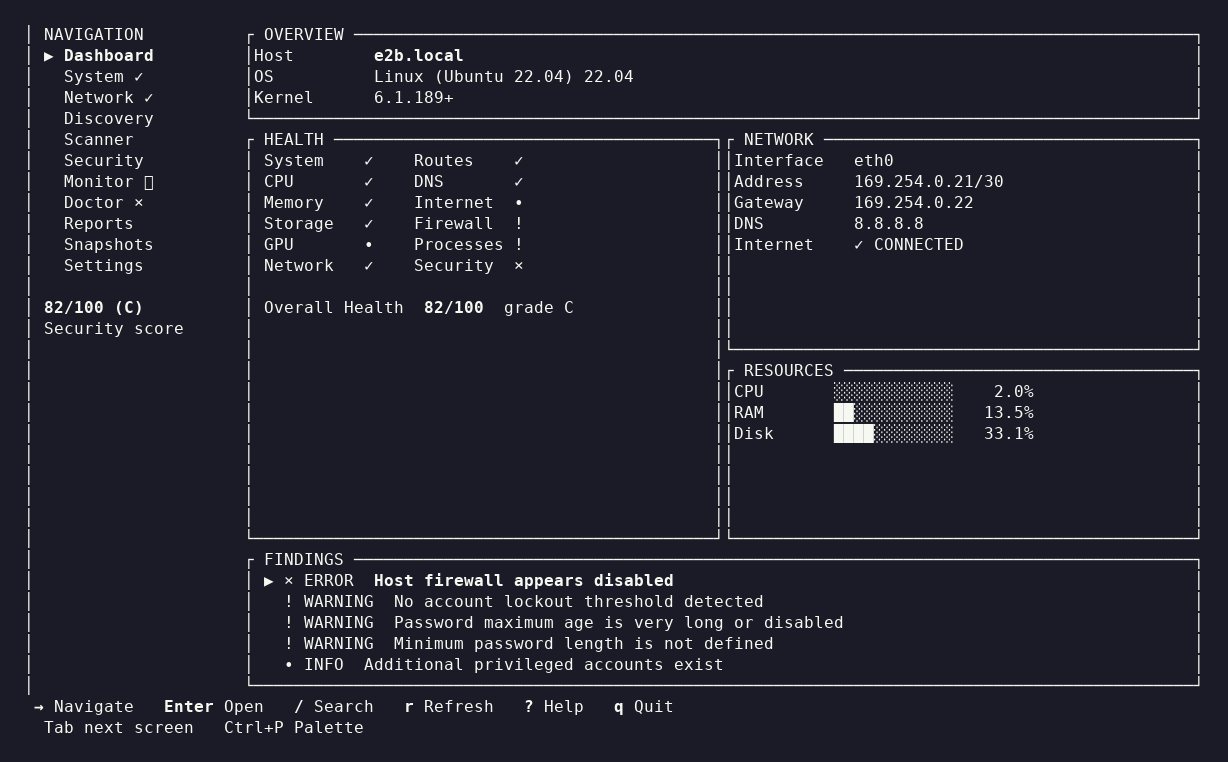 NAVIGATION
▶ Dashboard
System ✓
Network ✓
Discovery
Scanner
Security
Monitor
Doctor ×
Reports
Snapshots
Settings
82/100 (C)
Security score
OVERVIEW
Host e2b.local
OS Linux (Ubuntu 22.04) 22.04
Kernel 6.1.189+
HEALTH
System ✓ Routes ✓
CPU ✓ DNS ✓
Memory ✓ Internet •
Storage ✓ Firewall !
GPU • Processes !
Network ✓ Security ×
Overall Health 82/100 grade C
NETWORK
Interface eth0
Address 169.254.0.21/30
Gateway 169.254.0.22
DNS 8.8.8.8
Internet ✓ CONNECTED
RESOURCES
CPU 2.0%
RAM 13.5%
Disk 33.1%
FINDINGS
▶ × ERROR Host firewall appears disabled
! WARNING No account lockout threshold detected
! WARNING Password maximum age is very long or disabled
! WARNING Minimum password length is not defined
• INFO Additional privileged accounts exist
→ Navigate Enter Open / Search r Refresh ? Help q Quit
Tab next screen Ctrl+P Palette